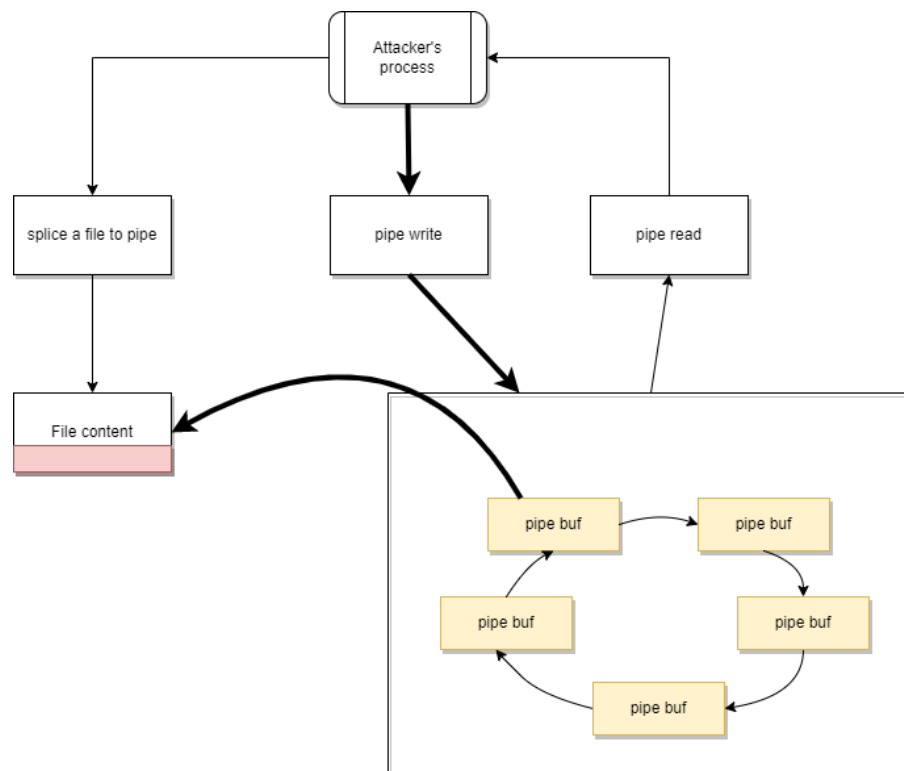 Attacker's
process
splice a file to pipe
pipe write
pipe read
File content
pipe buf
pipe buf
pipe buf
pipe buf
pipe buf